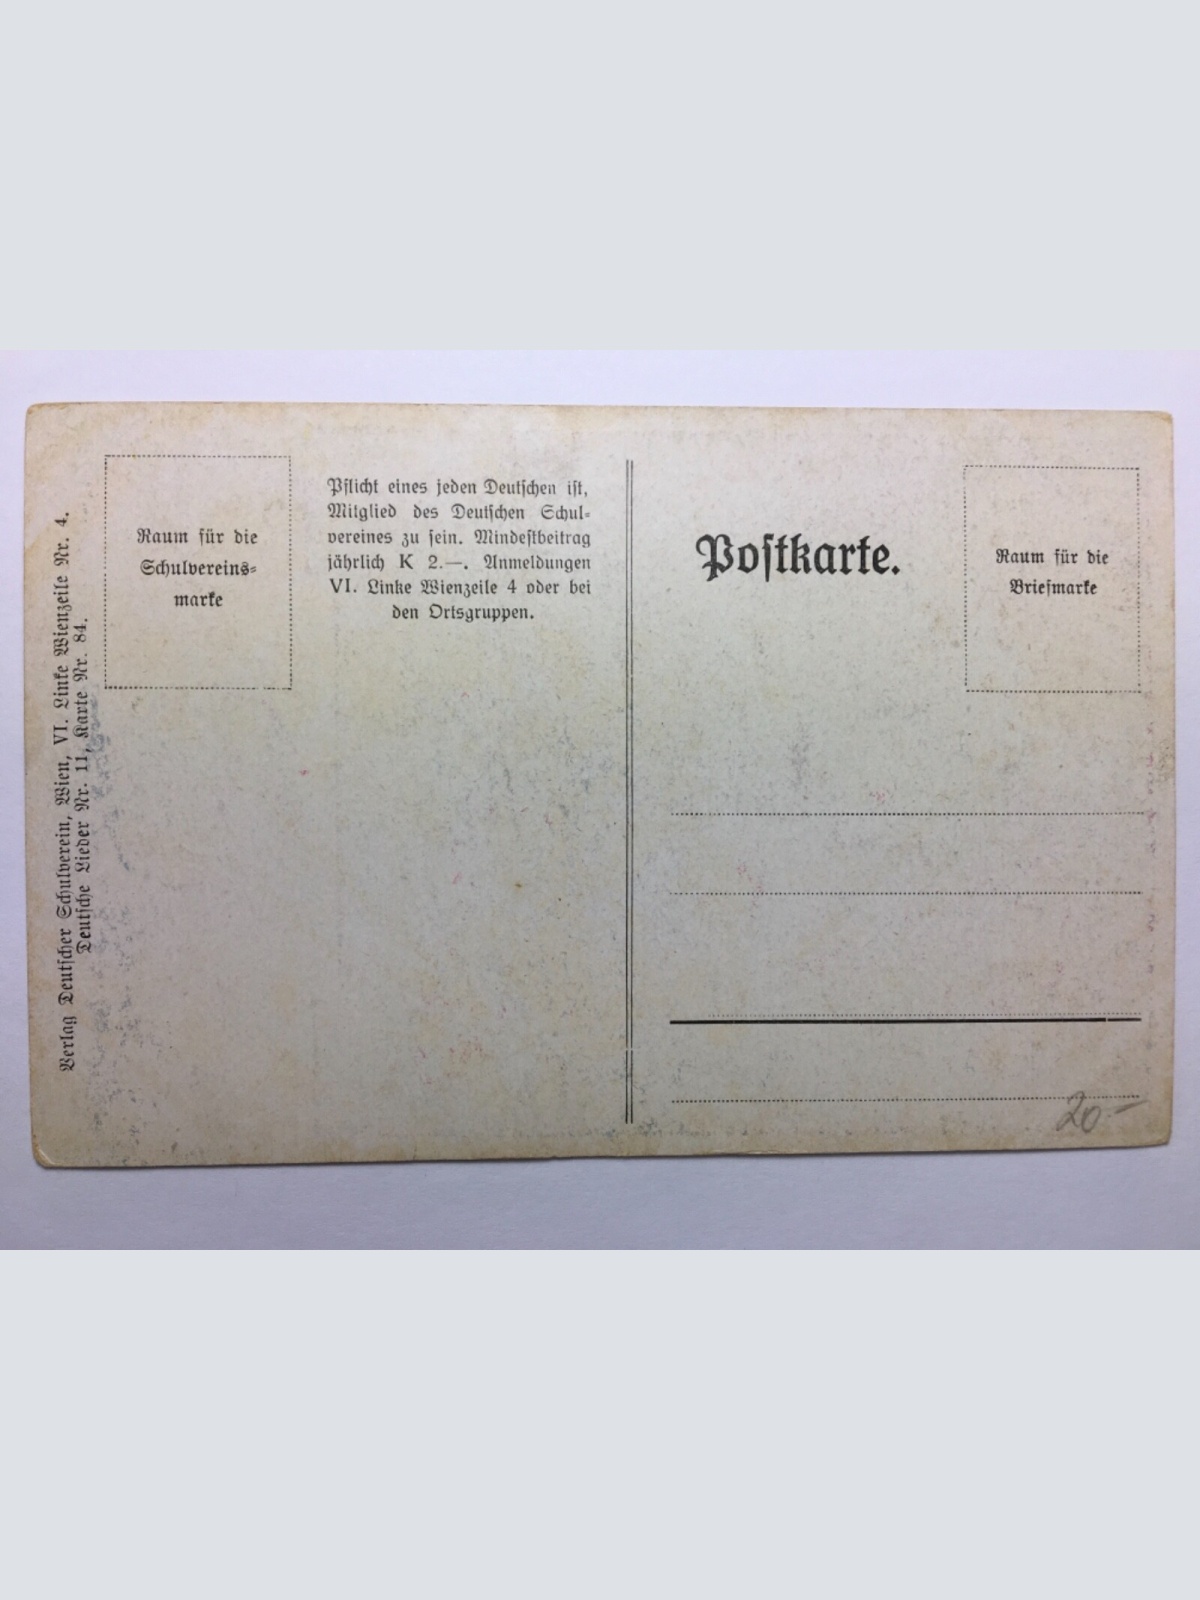 Verlag Deutscher Schulverein, Wien, VI. Linke Wienzeile Nr. 4.
Deutsche Lieder Nr. 11, Karte Nr. 84.
Raum für die
Schulvereins-
marke
Pflicht eines jeden Deutschen ist,
Mitglied des Deutschen Schul-
vereines zu sein. Mindestbeitrag
jährlich K 2.—. Anmeldungen
VI. Linke Wienzeile 4 oder bei
den Ortsgruppen.
Postkarte.
Raum für die
Briefmarke
20.-